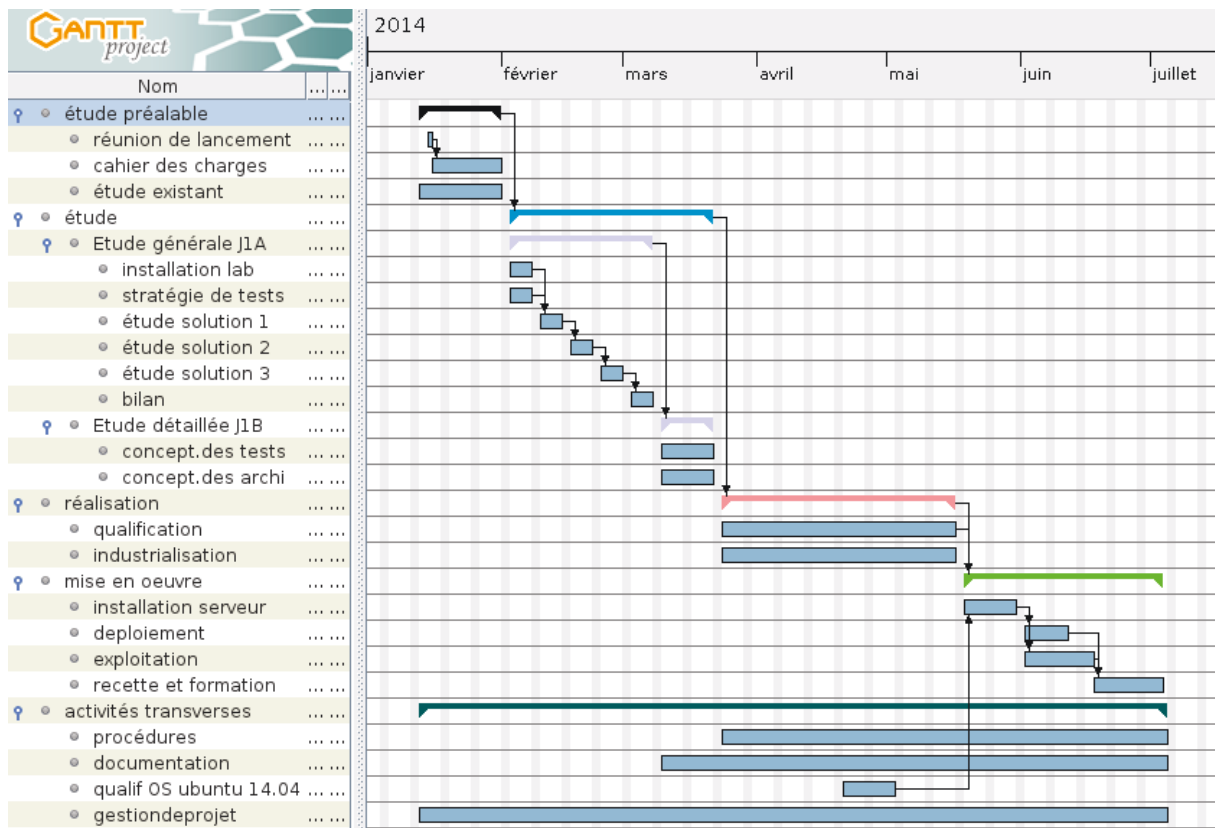 GANTT
project
2014
janvier février mars avril mai juin juillet
Nom ... ...
étude préalable ... ...
réunion de lancement ... ...
cahier des charges ... ...
étude existant ... ...
étude ... ...
Etude générale J1A ... ...
installation lab ... ...
stratégie de tests ... ...
étude solution 1 ... ...
étude solution 2 ... ...
étude solution 3 ... ...
bilan ... ...
Etude détaillée J1B ... ...
concept.des tests ... ...
concept.des archi ... ...
réalisation ... ...
qualification ... ...
industrialisation ... ...
mise en oeuvre ... ...
installation serveur ... ...
deploiement ... ...
exploitation ... ...
recette et formation ... ...
activités transverses ... ...
procédures ... ...
documentation ... ...
qualif OS ubuntu 14.04 ... ...
gestiondeprojet ... ...